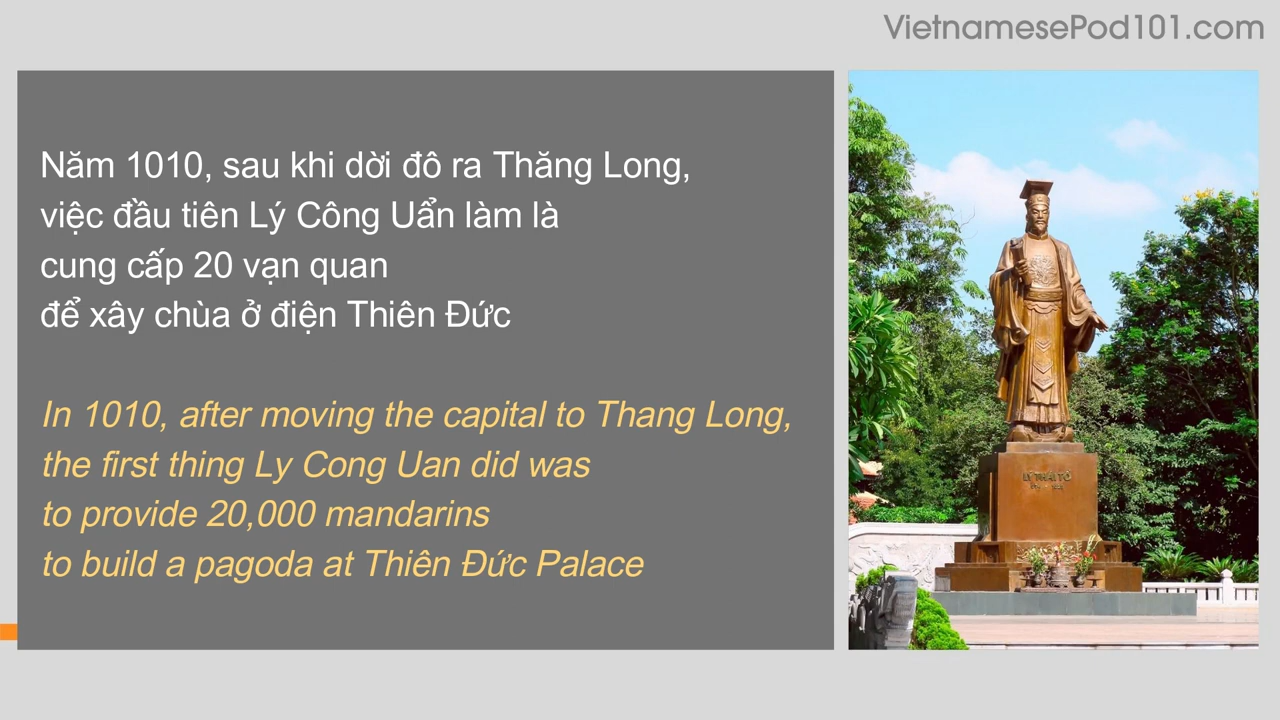 VietnamesePod101.com
Năm 1010, sau khi dời đô ra Thăng Long,
việc đầu tiên Lý Công Uẩn làm là
cung cấp 20 vạn quan
để xây chùa ở điện Thiên Đức
In 1010, after moving the capital to Thang Long,
the first thing Ly Cong Uan did was
to provide 20,000 mandarins
to build a pagoda at Thiên Đức Palace
LÝ THÁI TỔ